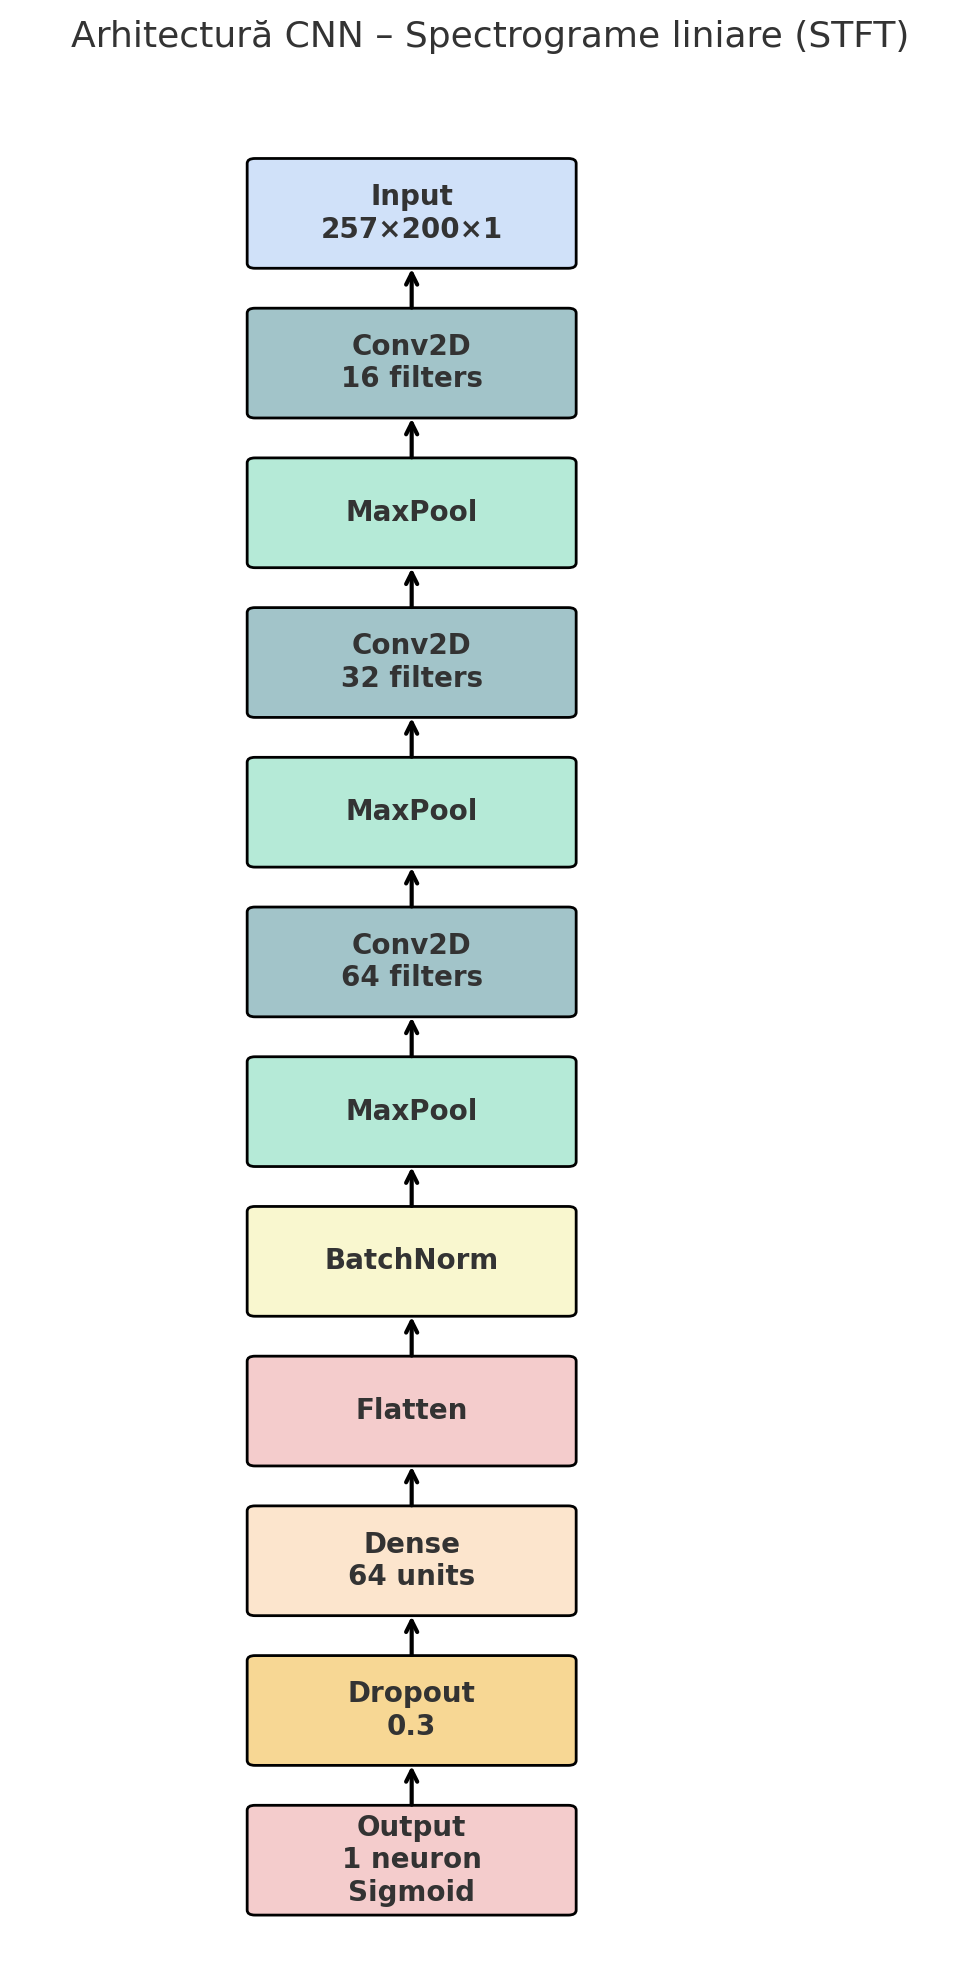 Arhitectură CNN – Spectrograme liniare (STFT)
Input
257×200×1
Conv2D
16 filters
MaxPool
Conv2D
32 filters
MaxPool
Conv2D
64 filters
MaxPool
BatchNorm
Flatten
Dense
64 units
Dropout
0.3
Output
1 neuron
Sigmoid